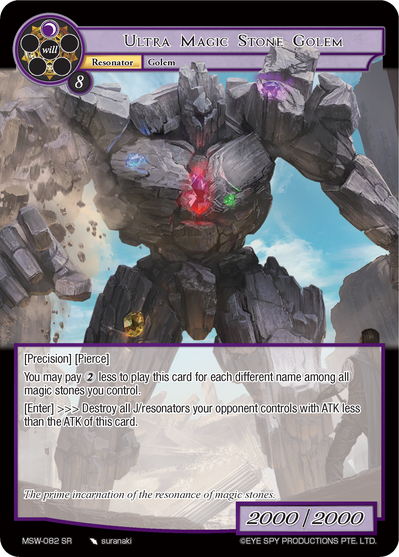 ULTRA MAGIC STONE GOLEM
will
Resonator
Golem
8
[Precision] [Pierce]
You may pay 2 less to play this card for each different name among all
magic stones you control.
[Enter] >>> Destroy all J/resonators your opponent controls with ATK less
than the ATK of this card.
The prime incarnation of the resonance of magic stones.
2000/2000
MSW-082 SR suranaki
©EYE SPY PRODUCTIONS PTE. LTD.